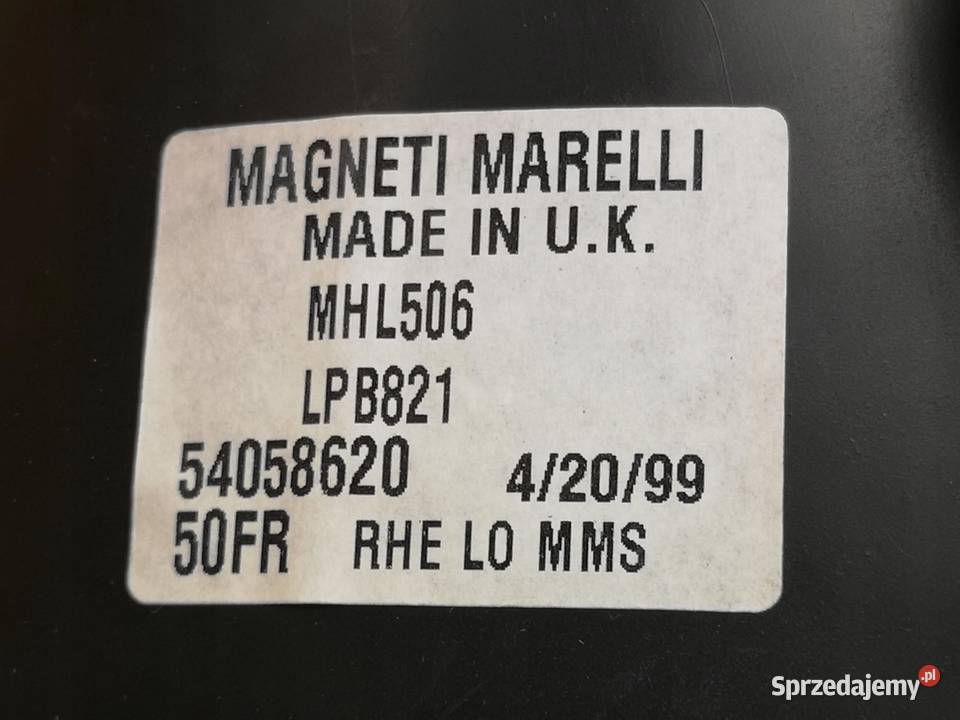 MAGNETI MARELLI
MADE IN U.K.
MHL506
LPB821
54058620 4/20/99
50FR RHE LO MMS
Sprzedajemy.pl